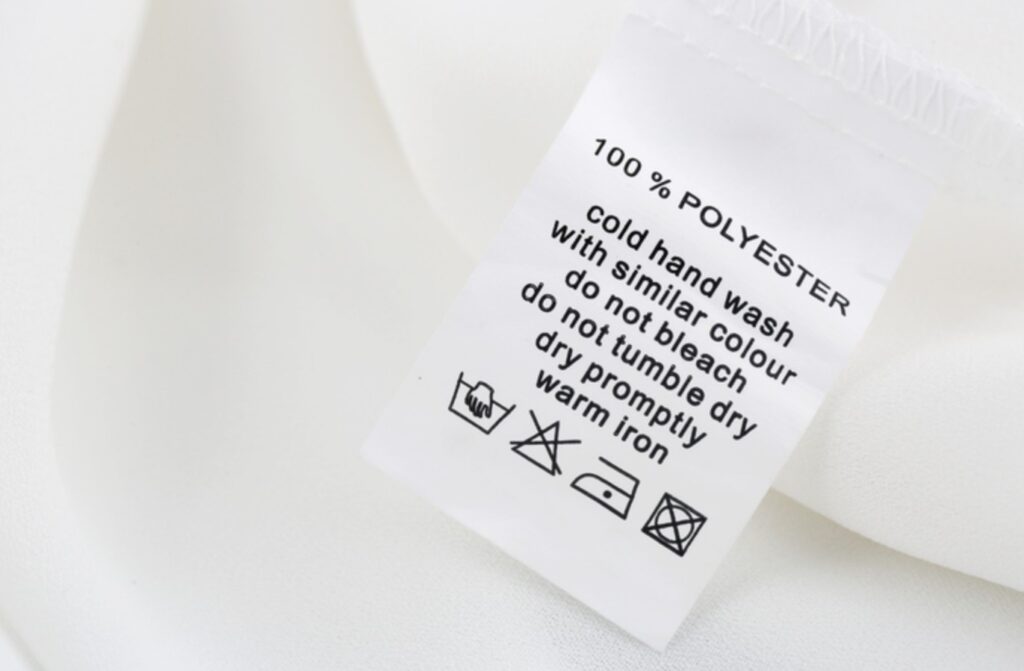 100 % POLYESTER
cold hand wash
with similar colour
do not bleach
do not tumble dry
dry promptly
warm iron